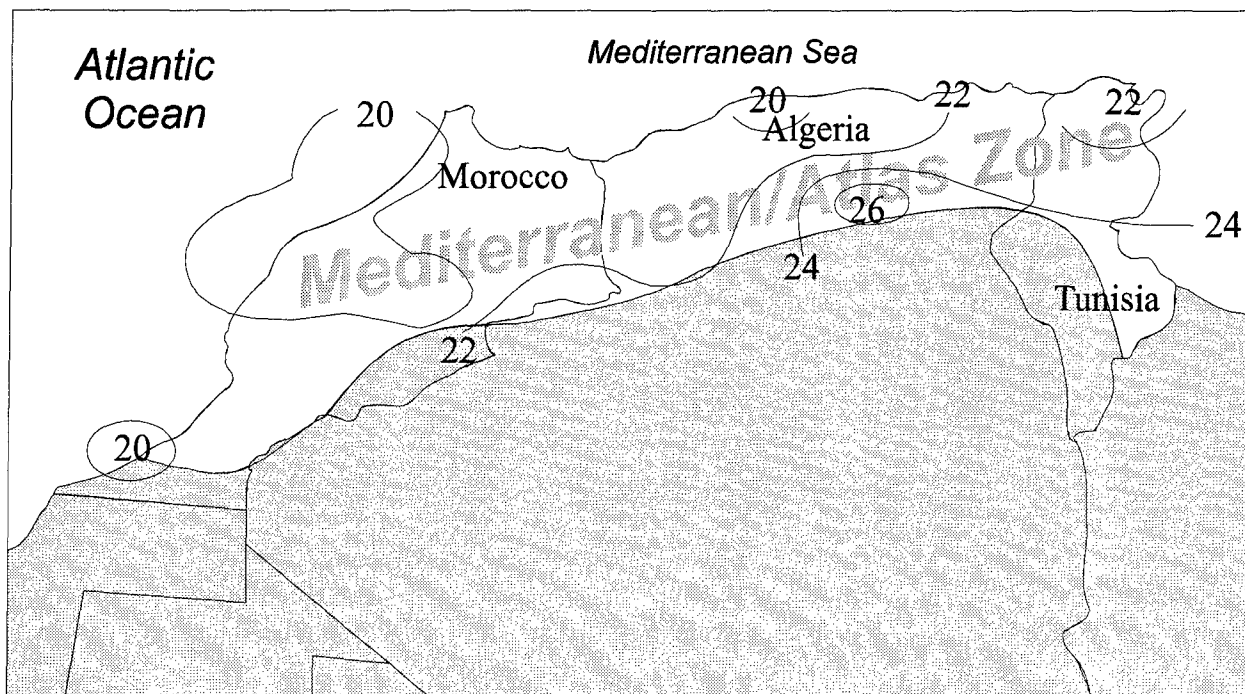 Atlantic
Ocean
Mediterranean Sea
20
20
22
22
Algeria
Morocco
Mediterranean/Atlas Zone
26
24
24
Tunisia
22
20